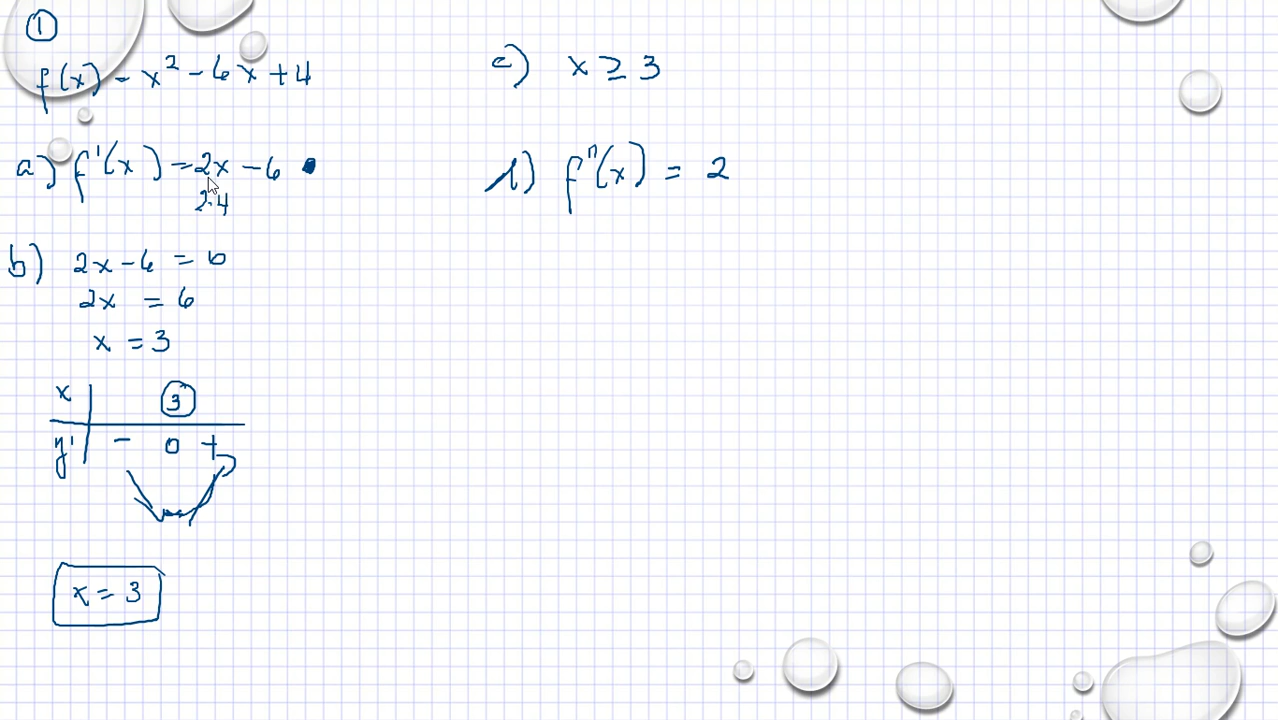 1
f(x) = x² - 6x + 4
a) f'(x) = 2x - 6
2·4
b) 2x - 6 = 0
2x = 6
x = 3
x 3
y' - 0 +
x = 3
c) x ≥ 3
d) f"(x) = 2